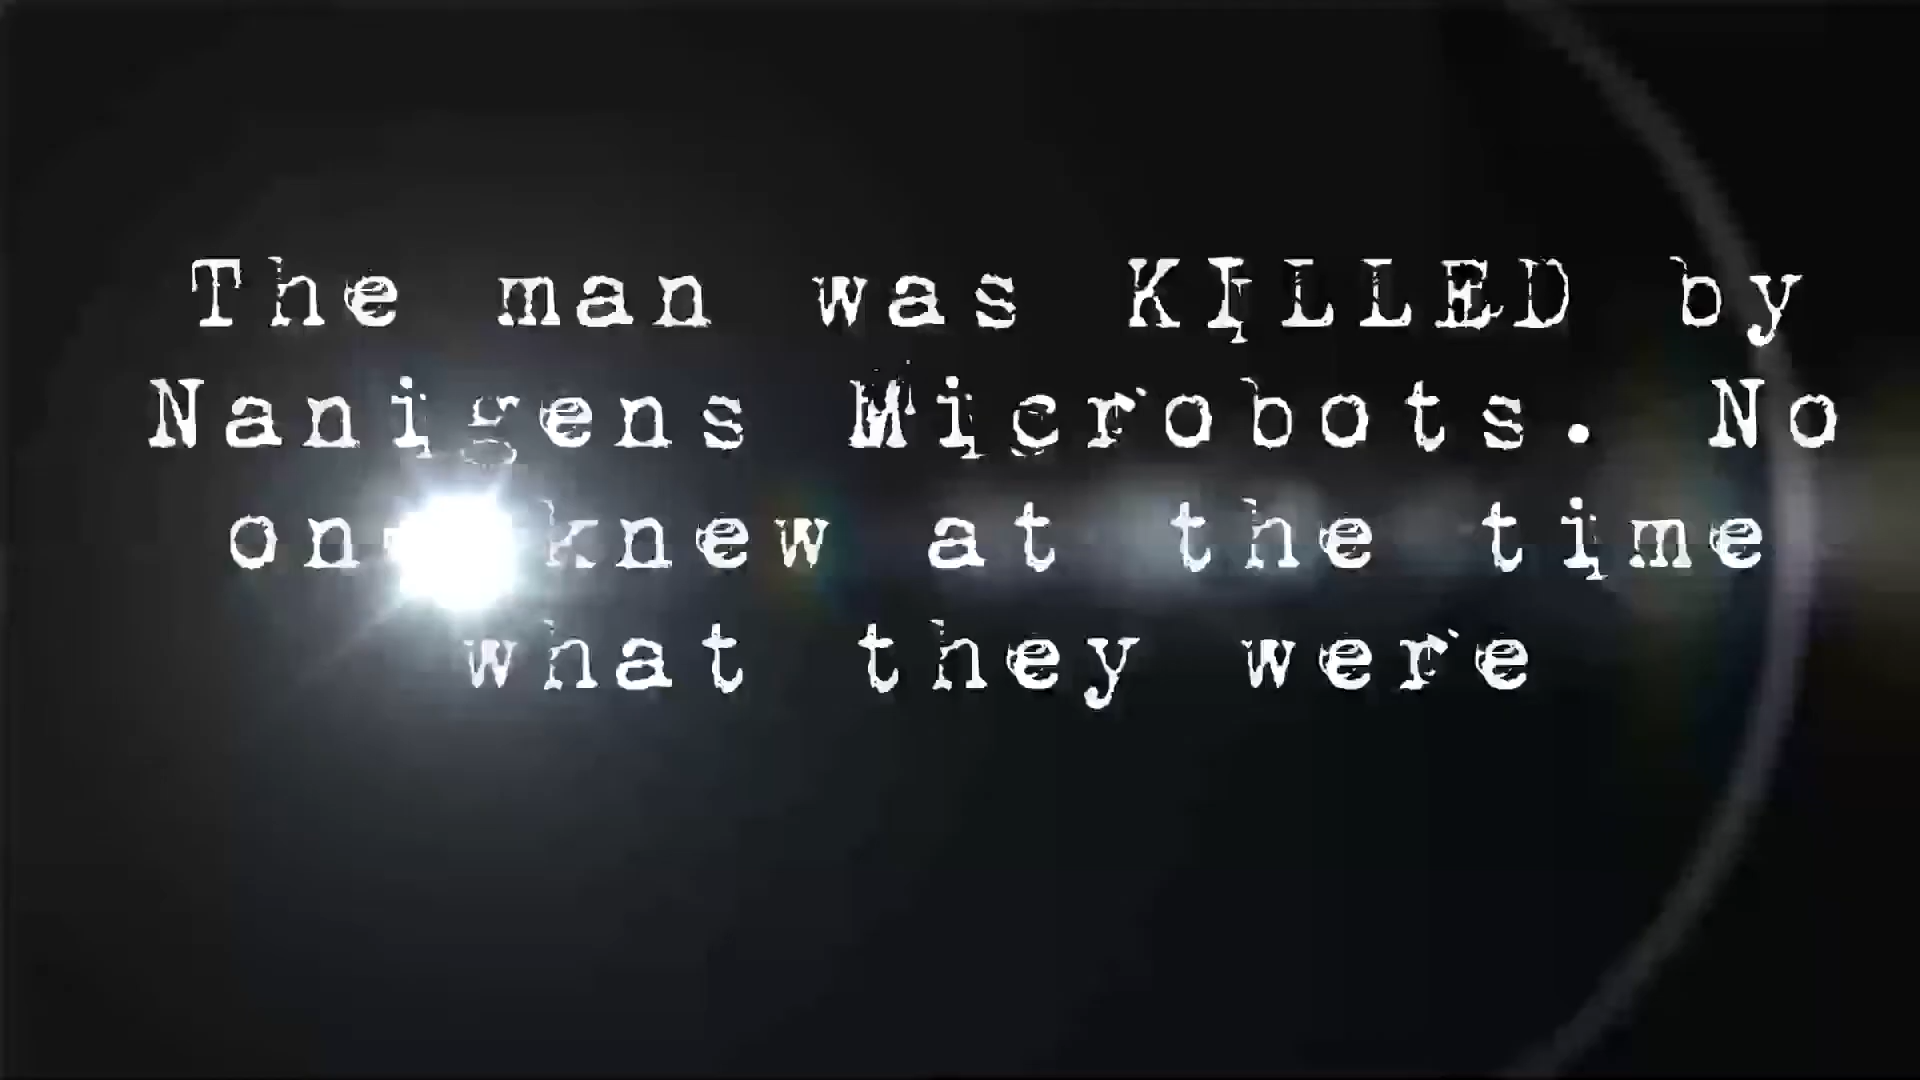 The man was KILLED by
Nanigens Microbots. No
one knew at the time
what they were